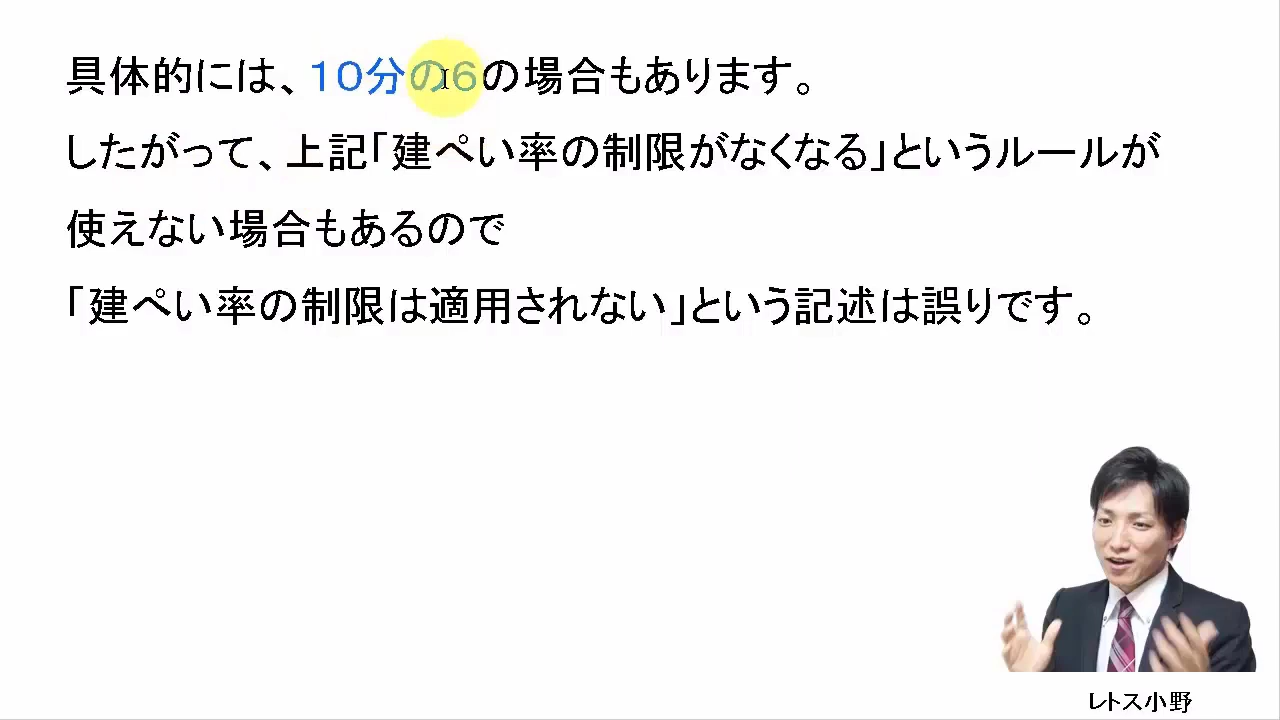 具体的には、10分の6の場合もあります。
したがって、上記「建ぺい率の制限がなくなる」というルールが
使えない場合もあるので
「建ぺい率の制限は適用されない」という記述は誤りです。
レトス小野